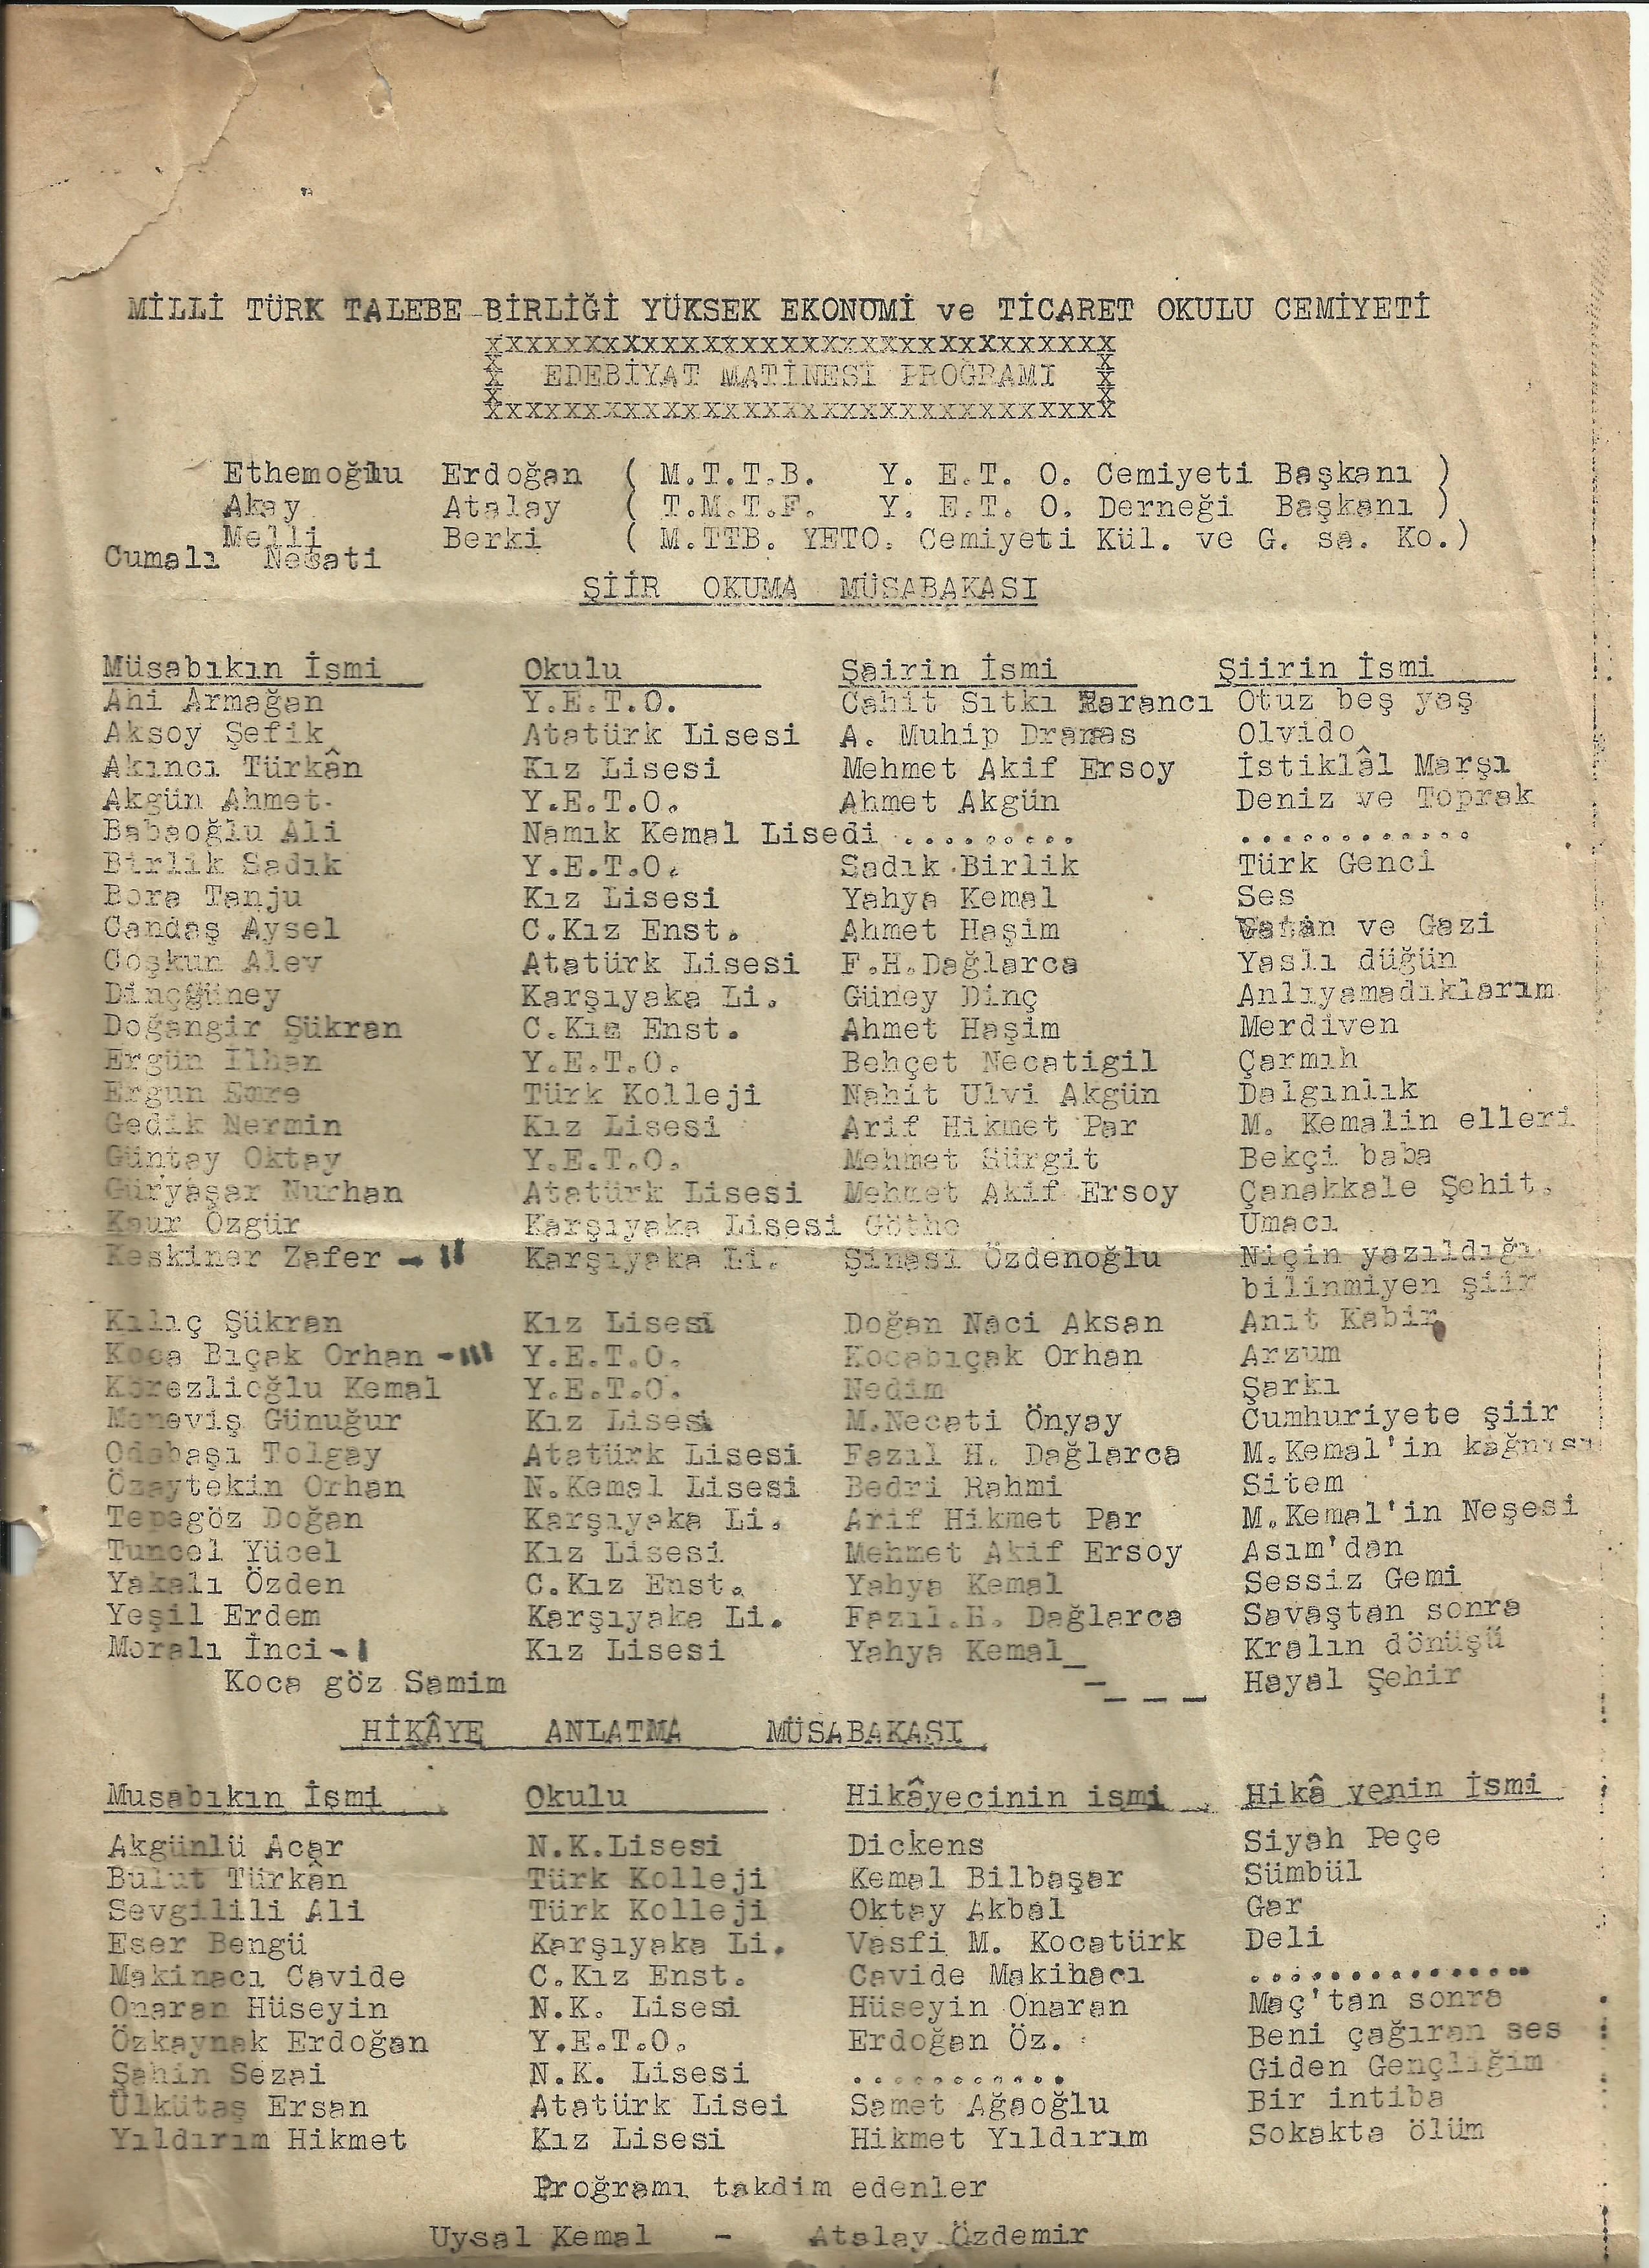 MİLLİ TÜRK TALEBE BİRLİĞİ YÜKSEK EKONOMİ ve TİCARET OKULU CEMİYETİ
XXXXXXXXXXXXXXXXXXXXXXXXXXXXXXXX
X EDEBİYAT MATİNESİ PROĞRAMI X
XXXXXXXXXXXXXXXXXXXXXXXXXXXXXXXX
Ethemoğlu Erdoğan ( M.T.T.B. Y. E.T. O. Cemiyeti Başkanı )
Akay Atalay ( T.M.T.F. Y. E.T. O. Derneği Başkanı )
Melli Berki ( M.TTB. YETO. Cemiyeti Kül. ve G. sa. Ko.)
Cumalı Necati
ŞİİR OKUMA MÜSABAKASI
Müsabıkın İsmi Okulu Şairin İsmi Şiirin İsmi
Ahi Armağan Y.E.T.O. Cahit Sıtkı Tarancı Otuz beş yaş
Aksoy Şefik Atatürk Lisesi A. Muhip Dranas Olvido
Akıncı Türkân Kız Lisesi Mehmet Akif Ersoy İstiklâl Marşı
Akgün Ahmet. Y.E.T.O. Ahmet Akgün Deniz ve Toprak
Babaoğlu Ali Namık Kemal Lisedi ......... ............
Birlik Sadık Y.E.T.O. Sadık Birlik Türk Genci
Bora Tanju Kız Lisesi Yahya Kemal Ses
Candaş Aysel C.Kız Enst. Ahmet Haşim Vatan ve Gazi
Coşkun Alev Atatürk Lisesi F.H.Dağlarca Yaslı düğün
Dinçgüney Karşıyaka Li. Güney Dinç Anlıyamadıklarım
Doğangir Şükran C.Kız Enst. Ahmet Haşim Merdiven
Ergün İlhan Y.E.T.O. Behçet Necatigil Çarmıh
Ergun Emre Türk Kolleji Nahit Ulvi Akgün Dalgınlık
Gedik Nermin Kız Lisesi Arif Hikmet Par M. Kemalin elleri
Güntay Oktay Y.E.T.O. Mehmet Sürgit Bekçi baba
Güryaşar Nurhan Atatürk Lisesi Mehmet Akif Ersoy Çanakkale Şehit.
Kaur Özgür Karşıyaka Lisesi Göthe Umacı
Keskiner Zafer - II Karşıyaka Li. Şinasi Özdenoğlu Niçin yazıldığı
bilinmiyen şiir
Kılıç Şükran Kız Lisesi Doğan Naci Aksan Anıt Kabir
Koca Bıçak Orhan - III Y.E.T.O. Kocabıçak Orhan Arzum
Körezlioğlu Kemal Y.E.T.O. Nedim Şarkı
Meneviş Günuğur Kız Lisesi M.Necati Önyay Cumhuriyete şiir
Odabaşı Tolgay Atatürk Lisesi Fazıl H. Dağlarca M.Kemal'in kağnısı
Özaytekin Orhan N.Kemal Lisesi Bedri Rahmi Sitem
Tepegöz Doğan Karşıyaka Li. Arif Hikmet Par M.Kemal'in Neşesi
Tuncel Yücel Kız Lisesi Mehmet Akif Ersoy Asım'dan
Yakalı Özden C.Kız Enst. Yahya Kemal Sessiz Gemi
Yeşil Erdem Karşıyaka Li. Fazıl.H. Dağlarca Savaştan sonra
Moralı İnci - I Kız Lisesi Yahya Kemal_ Kralın dönüşü
Koca göz Samim - _ _ _ Hayal Şehir
HİKÂYE ANLATMA MÜSABAKASI
Musabıkın İsmi Okulu Hikâyecinin ismi Hikâ yenin İsmi
Akgünlü Acar N.K.Lisesi Dickens Siyah Peçe
Bulut Türkân Türk Kolleji Kemal Bilbaşar Sümbül
Sevgilili Ali Türk Kolleji Oktay Akbal Gar
Eser Bengü Karşıyaka Li. Vasfi M. Kocatürk Deli
Makinacı Cavide C.Kız Enst. Cavide Makihacı ..............
Onaran Hüseyin N.K. Lisesi Hüseyin Onaran Maç'tan sonra
Özkaynak Erdoğan Y.E.T.O. Erdoğan Öz. Beni çağıran ses
Şahin Sezai N.K. Lisesi ........... Giden Gençliğim
Ülkütaş Ersan Atatürk Lisei Samet Ağaoğlu Bir intiba
Yıldırım Hikmet Kız Lisesi Hikmet Yıldırım Sokakta ölüm
Proğramı takdim edenler
Uysal Kemal - Atalay Özdemir